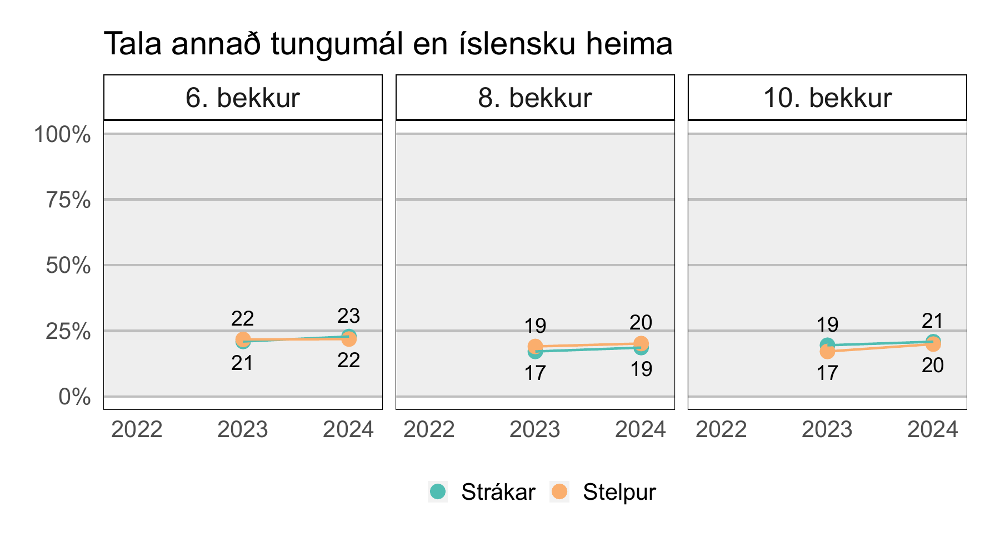 Tala annað tungumál en íslensku heima
6. bekkur 8. bekkur 10. bekkur
100%
75%
50%
25%
0%
22 23 19 20 19 21
21 22 17 19 17 20
2022 2023 2024 2022 2023 2024 2022 2023 2024
Strákar Stelpur